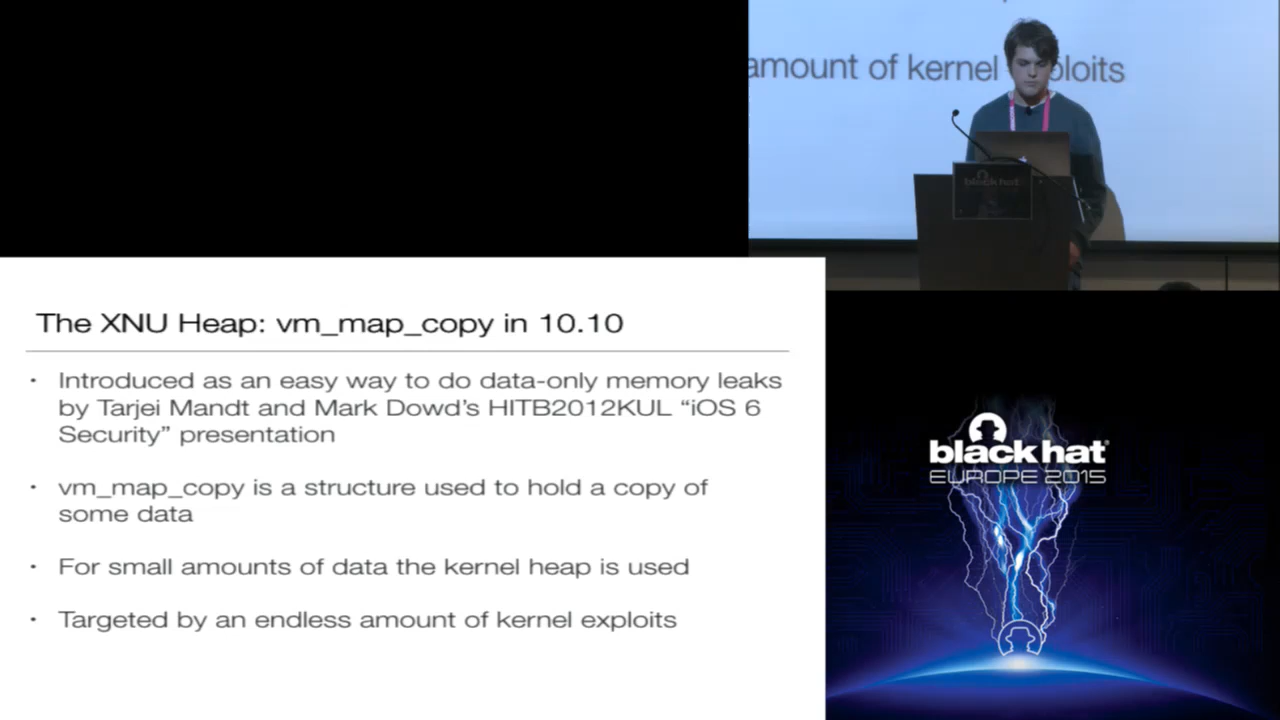 amount of kernel
ploits
black hat
The XNU Heap: vm_map_copy in 10.10
• Introduced as an easy way to do data-only memory leaks
by Tarjei Mandt and Mark Dowd’s HITB2012KUL “iOS 6
Security” presentation
• vm_map_copy is a structure used to hold a copy of
some data
• For small amounts of data the kernel heap is used
• Targeted by an endless amount of kernel exploits
black hat®
EUROPE 2015